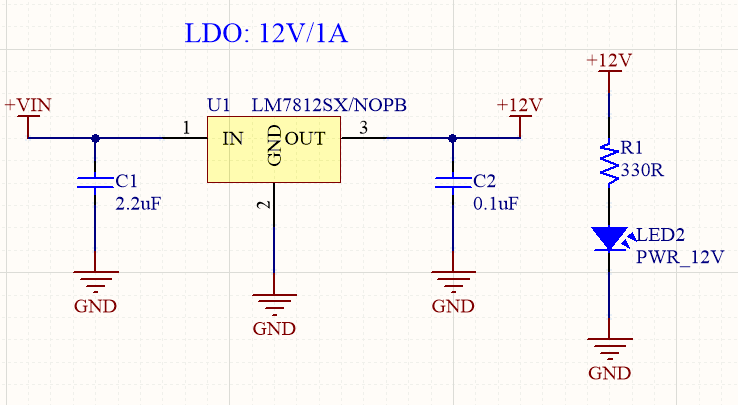 LDO: 12V/1A
+12V
+VIN
U1
LM7812SX/NOPB
+12V
1
IN
GND
OUT
3
R1
330R
C1
2.2uF
2
C2
0.1uF
LED2
PWR_12V
GND
GND
GND
GND